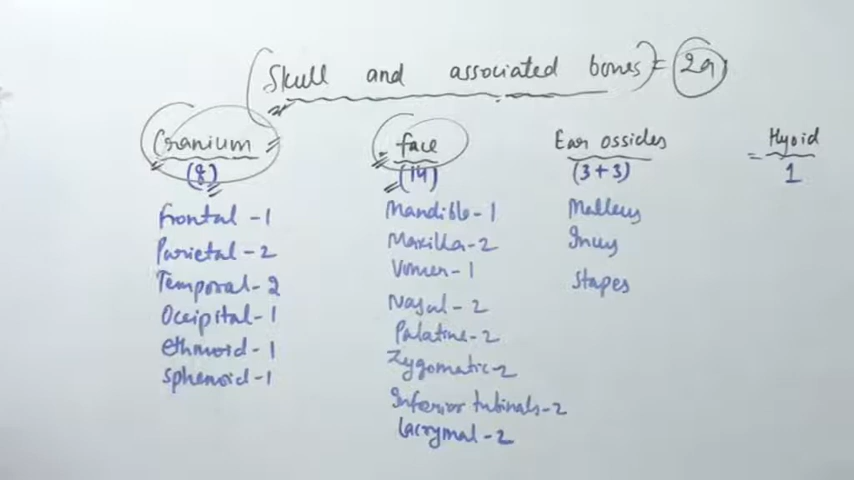 Skull and associated bones = 29
Cranium
(8)
frontal - 1
Parietal - 2
Temporal - 2
Occipital - 1
ethmoid - 1
sphenoid - 1
face
(14)
Mandible - 1
Maxilla - 2
Vomer - 1
Nasal - 2
Palatine - 2
Zygomatic - 2
Inferior tubinals - 2
lacrymal - 2
Ear ossicles
(3+3)
Malleus
Incus
Stapes
= Hyoid
1